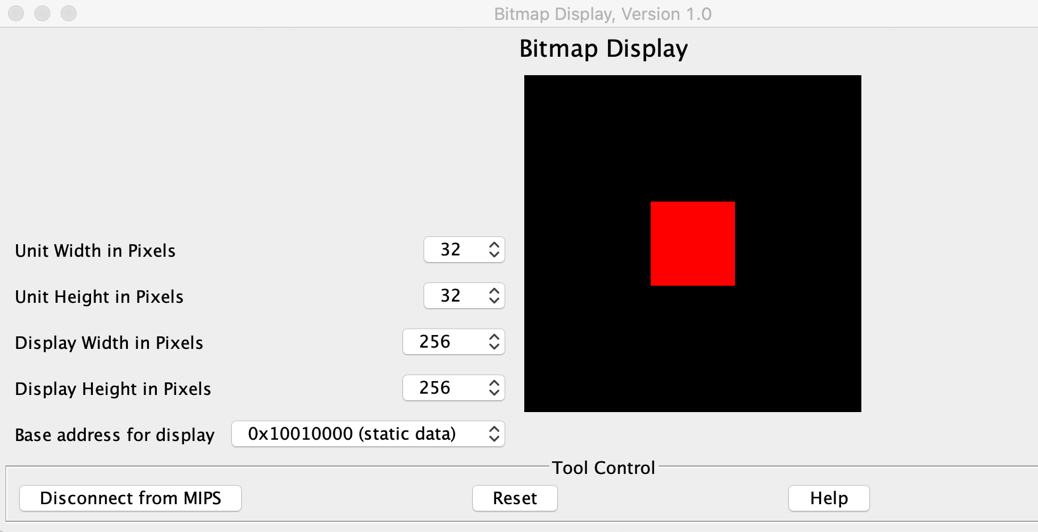 Bitmap Display, Version 1.0
Bitmap Display
Unit Width in Pixels 32
Unit Height in Pixels 32
Display Width in Pixels 256
Display Height in Pixels 256
Base address for display 0x10010000 (static data)
Tool Control
Disconnect from MIPS Reset Help